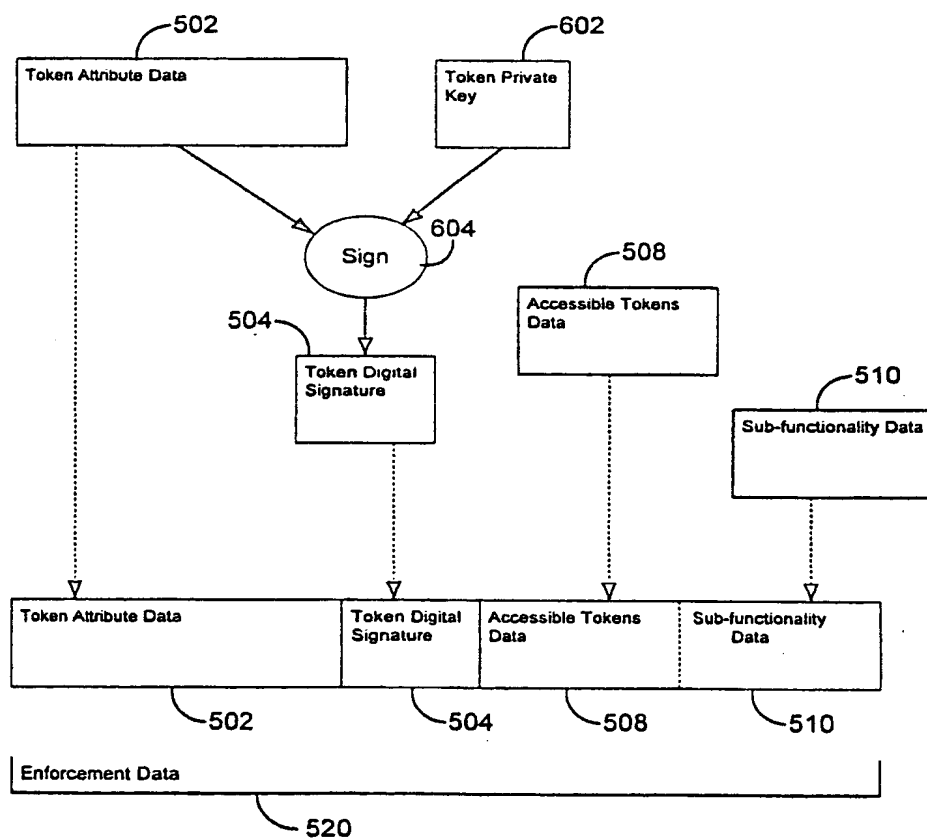 502
602
Token Attribute Data
Token Private
Key
Sign
604
508
Accessible Tokens
Data
504
Token Digital
Signature
510
Sub-functionality Data
Token Attribute Data
Token Digital
Signature
Accessible Tokens
Data
Sub-functionality
Data
502
504
508
510
Enforcement Data
520